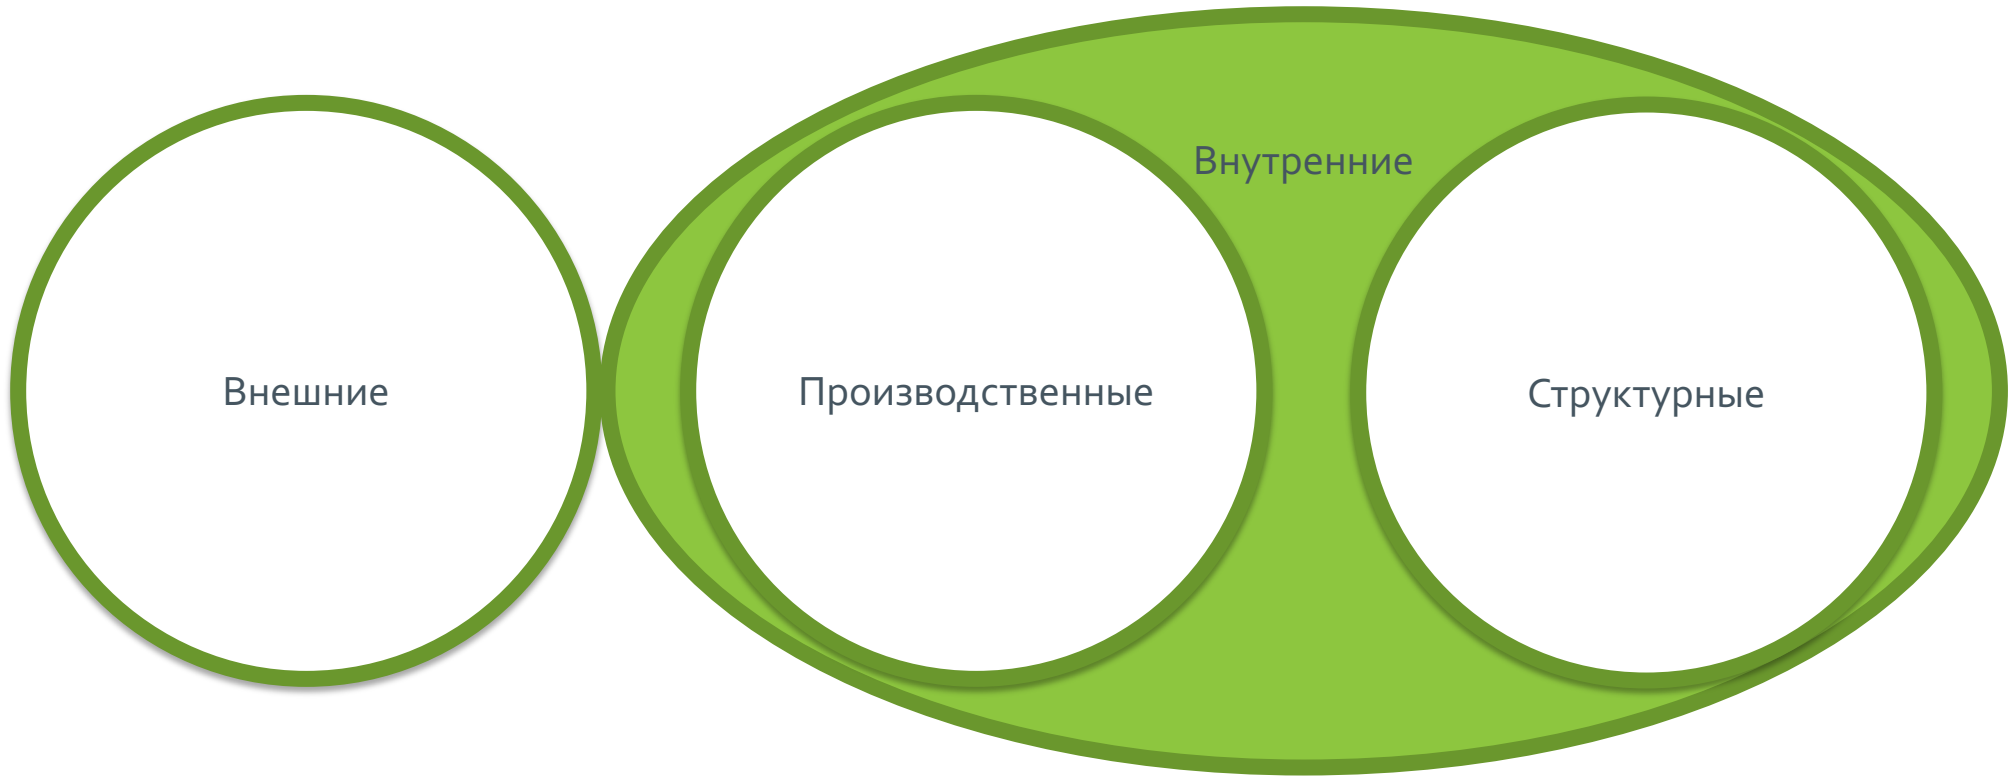 Внутренние
Внешние
Производственные
Структурные